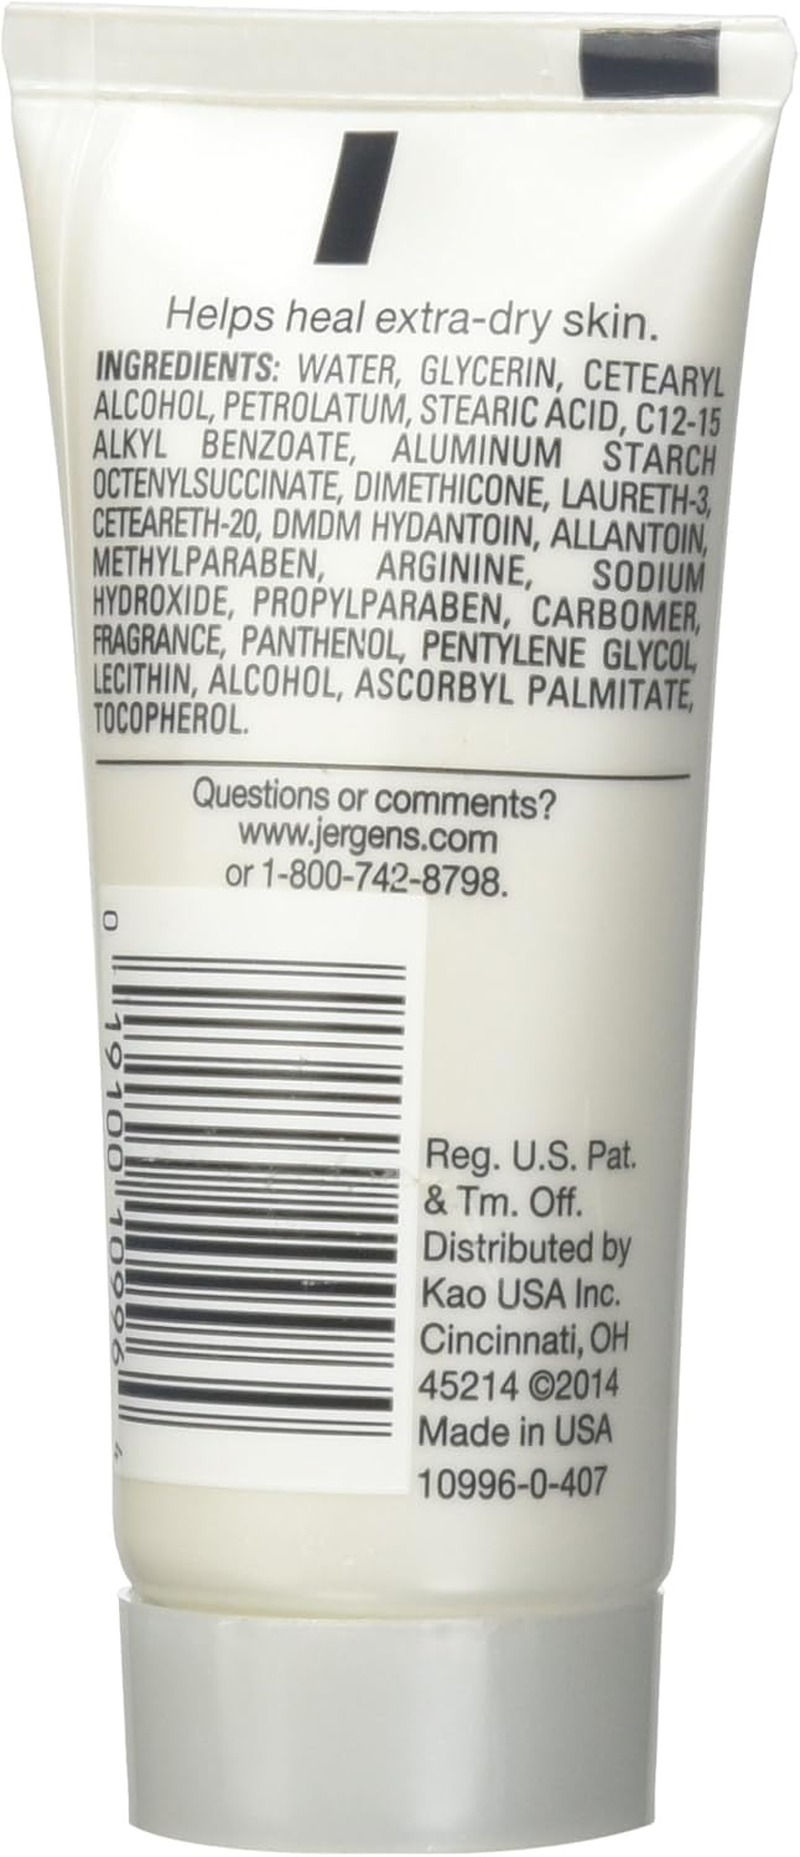 Helps heal extra-dry skin.
INGREDIENTS: WATER, GLYCERIN, CETEARYL
ALCOHOL, PETROLATUM, STEARIC ACID, C12-15
ALKYL BENZOATE, ALUMINUM STARCH
OCTENYLSUCCINATE, DIMETHICONE, LAURETH-3,
CETEARETH-20, DMDM HYDANTOIN, ALLANTOIN,
METHYLPARABEN, ARGININE, SODIUM
HYDROXIDE, PROPYLPARABEN, CARBOMER,
FRAGRANCE, PANTHENOL, PENTYLENE GLYCOL,
LECITHIN, ALCOHOL, ASCORBYL PALMITATE,
TOCOPHEROL.
Questions or comments?
www.jergens.com
or 1-800-742-8798.
0 19100 10996 4
Reg. U.S. Pat.
& Tm. Off.
Distributed by
Kao USA Inc.
Cincinnati, OH
45214 ©2014
Made in USA
10996-0-407